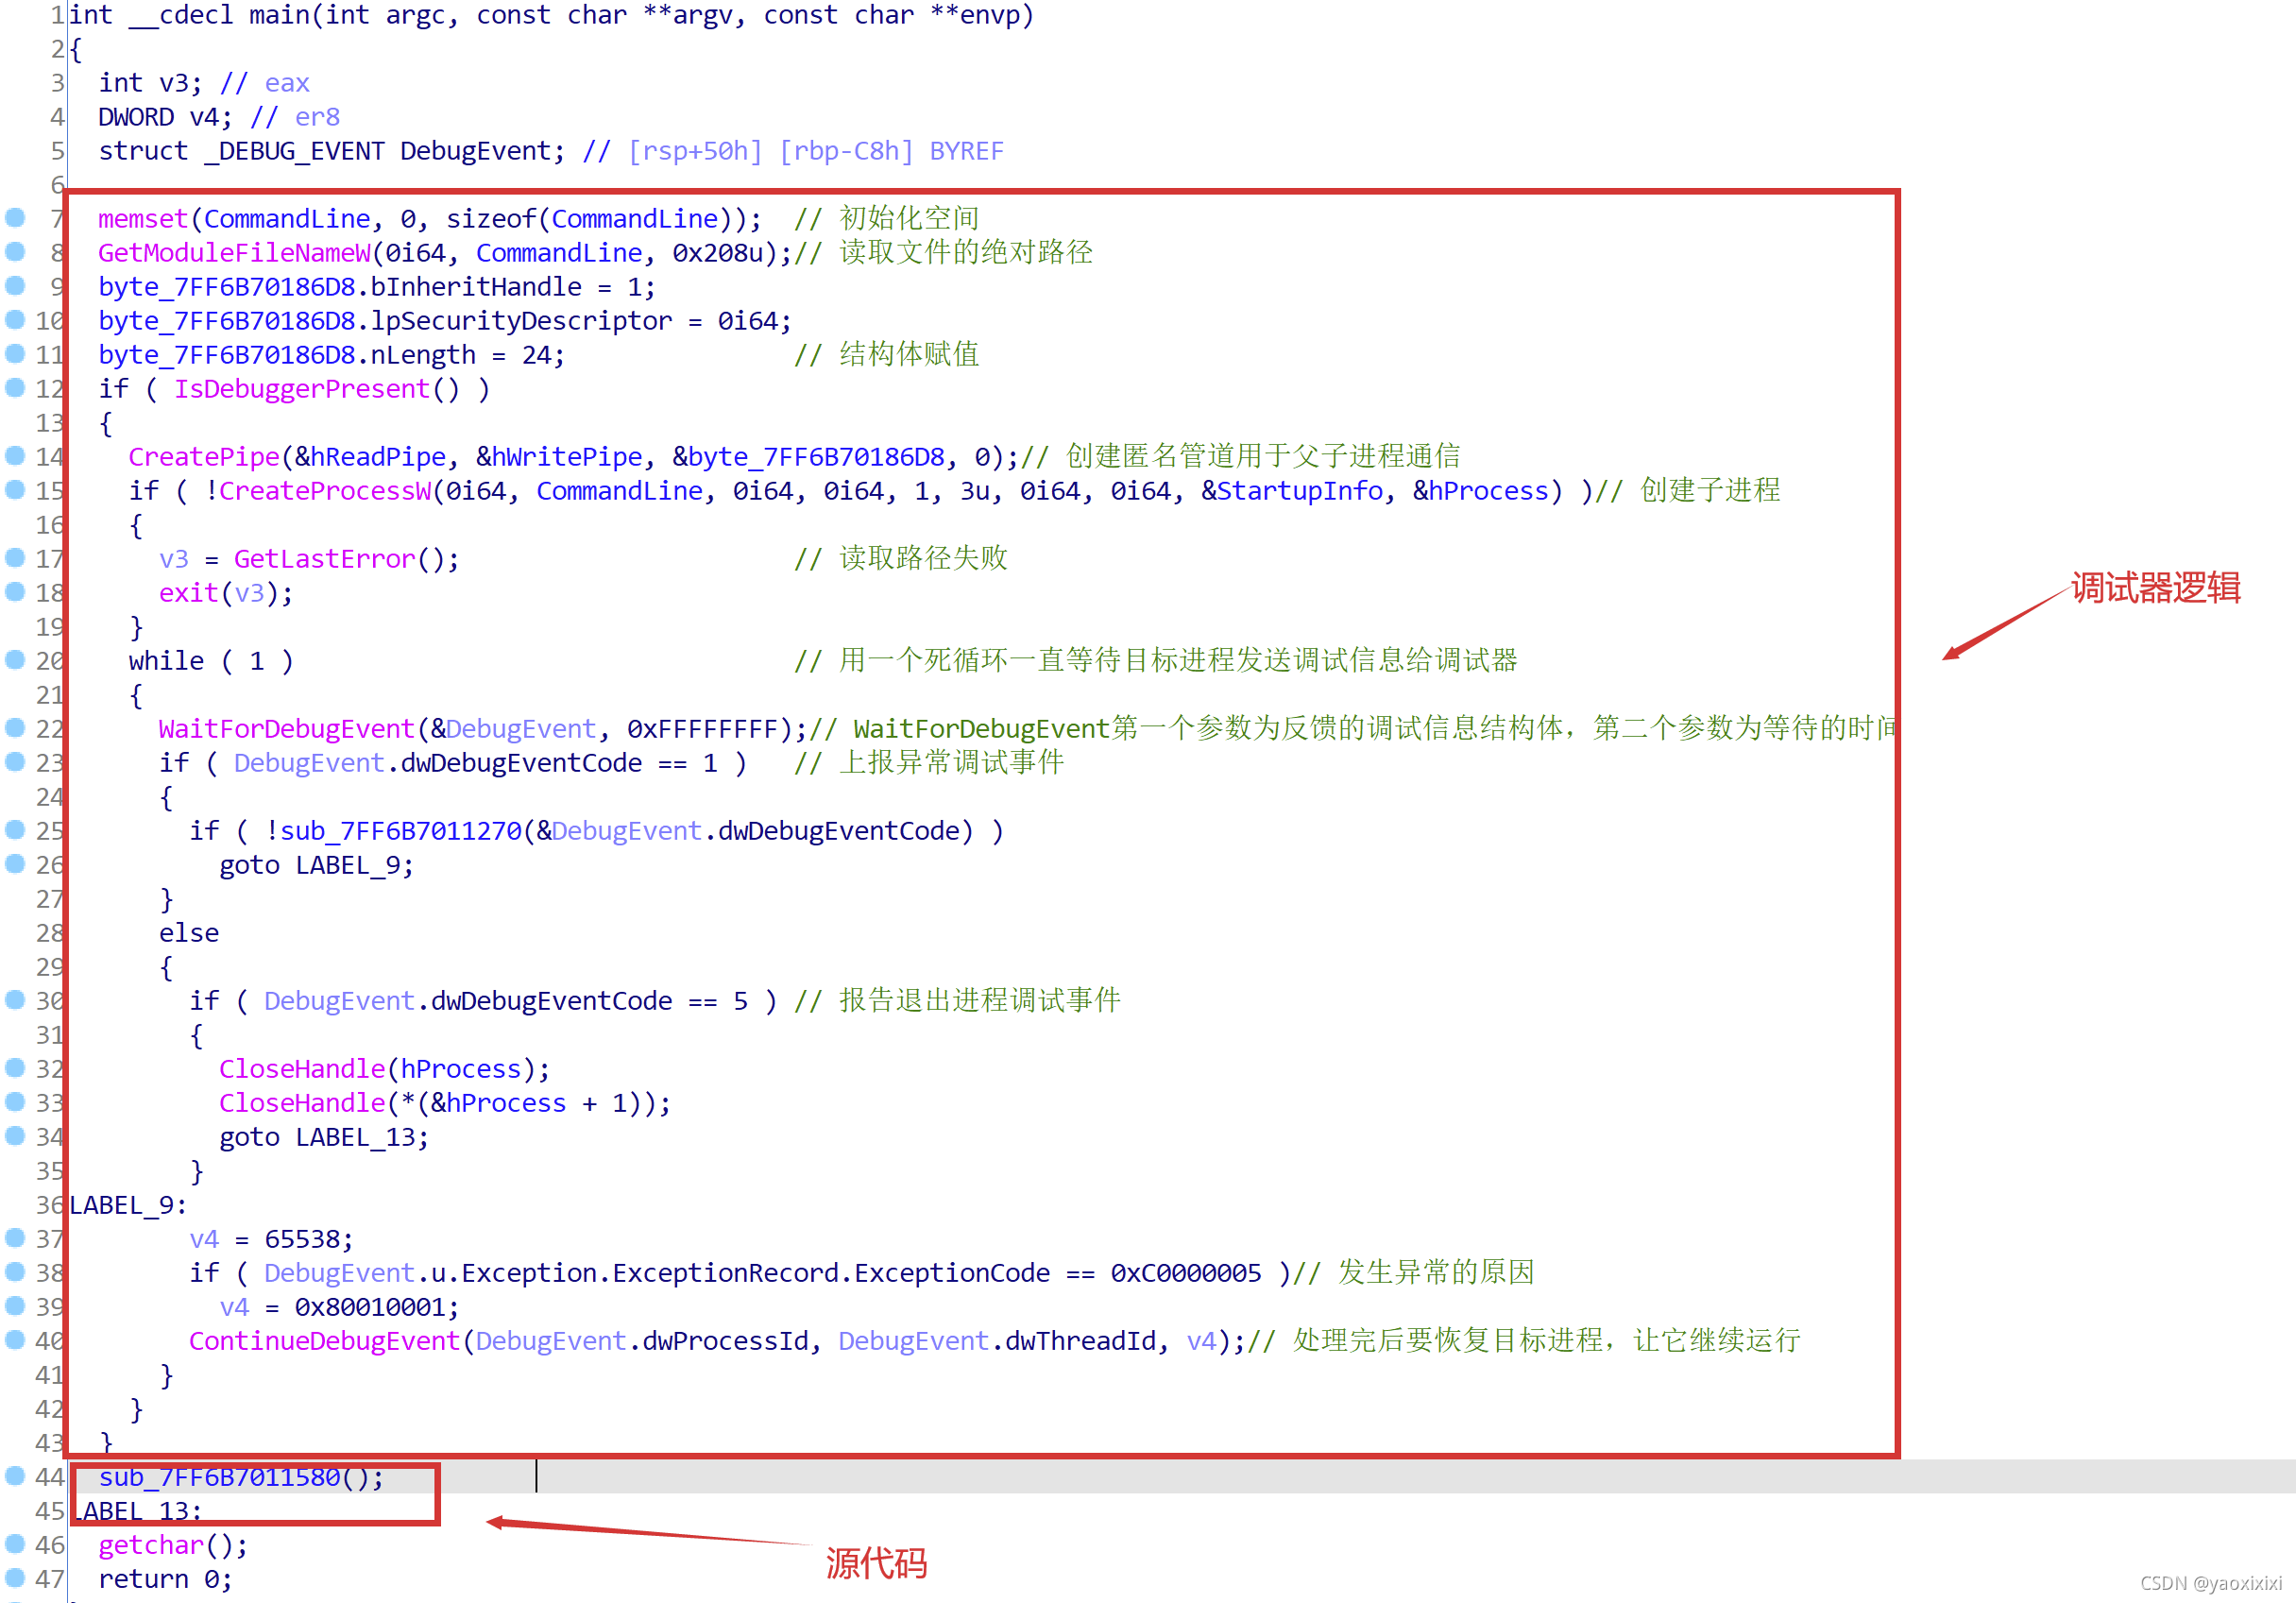 1 int __cdecl main(int argc, const char **argv, const char **envp)
2 {
3   int v3; // eax
4   DWORD v4; // er8
5   struct _DEBUG_EVENT DebugEvent; // [rsp+50h] [rbp-C8h] BYREF
6
7   memset(CommandLine, 0, sizeof(CommandLine));  // 初始化空间
8   GetModuleFileNameW(0i64, CommandLine, 0x208u);// 读取文件的绝对路径
9   byte_7FF6B70186D8.bInheritHandle = 1;
10   byte_7FF6B70186D8.lpSecurityDescriptor = 0i64;
11   byte_7FF6B70186D8.nLength = 24;               // 结构体赋值
12   if ( IsDebuggerPresent() )
13   {
14     CreatePipe(&hReadPipe, &hWritePipe, &byte_7FF6B70186D8, 0);// 创建匿名管道用于父子进程通信
15     if ( !CreateProcessW(0i64, CommandLine, 0i64, 0i64, 1, 3u, 0i64, 0i64, &StartupInfo, &hProcess) )// 创建子进程
16     {
17       v3 = GetLastError();                      // 读取路径失败
18       exit(v3);
调试器逻辑
19     }
20     while ( 1 )                                 // 用一个死循环一直等待目标进程发送调试信息给调试器
21     {
22       WaitForDebugEvent(&DebugEvent, 0xFFFFFFFF);// WaitForDebugEvent第一个参数为反馈的调试信息结构体，第二个参数为等待的时间
23       if ( DebugEvent.dwDebugEventCode == 1 )   // 上报异常调试事件
24       {
25         if ( !sub_7FF6B7011270(&DebugEvent.dwDebugEventCode) )
26           goto LABEL_9;
27       }
28       else
29       {
30         if ( DebugEvent.dwDebugEventCode == 5 ) // 报告退出进程调试事件
31         {
32           CloseHandle(hProcess);
33           CloseHandle(*(&hProcess + 1));
34           goto LABEL_13;
35         }
36 LABEL_9:
37         v4 = 65538;
38         if ( DebugEvent.u.Exception.ExceptionRecord.ExceptionCode == 0xC0000005 )// 发生异常的原因
39           v4 = 0x80010001;
40         ContinueDebugEvent(DebugEvent.dwProcessId, DebugEvent.dwThreadId, v4);// 处理完后要恢复目标进程，让它继续运行
41       }
42     }
43   }
44   sub_7FF6B7011580();
45 LABEL_13:
46   getchar();
源代码
47   return 0;
CSDN @yaoxixixi